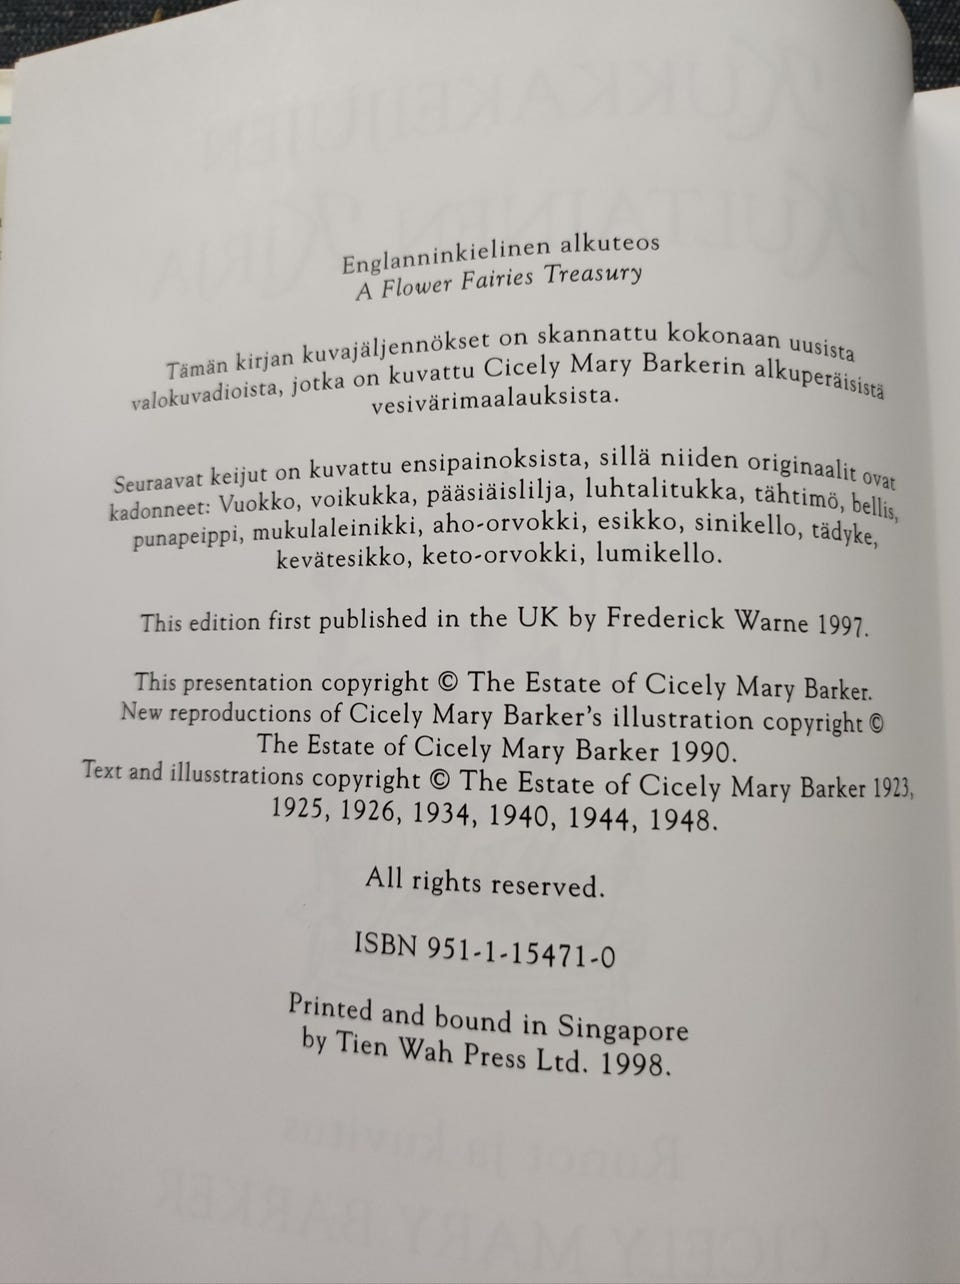 Englanninkielinen alkuteos
A Flower Fairies Treasury
Tämän kirjan kuvajäljennökset on skannattu kokonaan uusista
valokuvadioista, jotka on kuvattu Cicely Mary Barkerin alkuperäisistä
vesivärimaalauksista.
Seuraavat keijut on kuvattu ensipainoksista, sillä niiden originaalit ovat
kadonneet: Vuokko, voikukka, pääsiäislilja, luhtalitukka, tähtimö, bellis,
punapeippi, mukulaleinikki, aho-orvokki, esikko, sinikello, tädyke,
kevätesikko, keto-orvokki, lumikello.
This edition first published in the UK by Frederick Warne 1997.
This presentation copyright © The Estate of Cicely Mary Barker.
New reproductions of Cicely Mary Barker's illustration copyright ©
The Estate of Cicely Mary Barker 1990.
Text and illusstrations copyright © The Estate of Cicely Mary Barker 1923,
1925, 1926, 1934, 1940, 1944, 1948.
All rights reserved.
ISBN 951-1-15471-0
Printed and bound in Singapore
by Tien Wah Press Ltd. 1998.